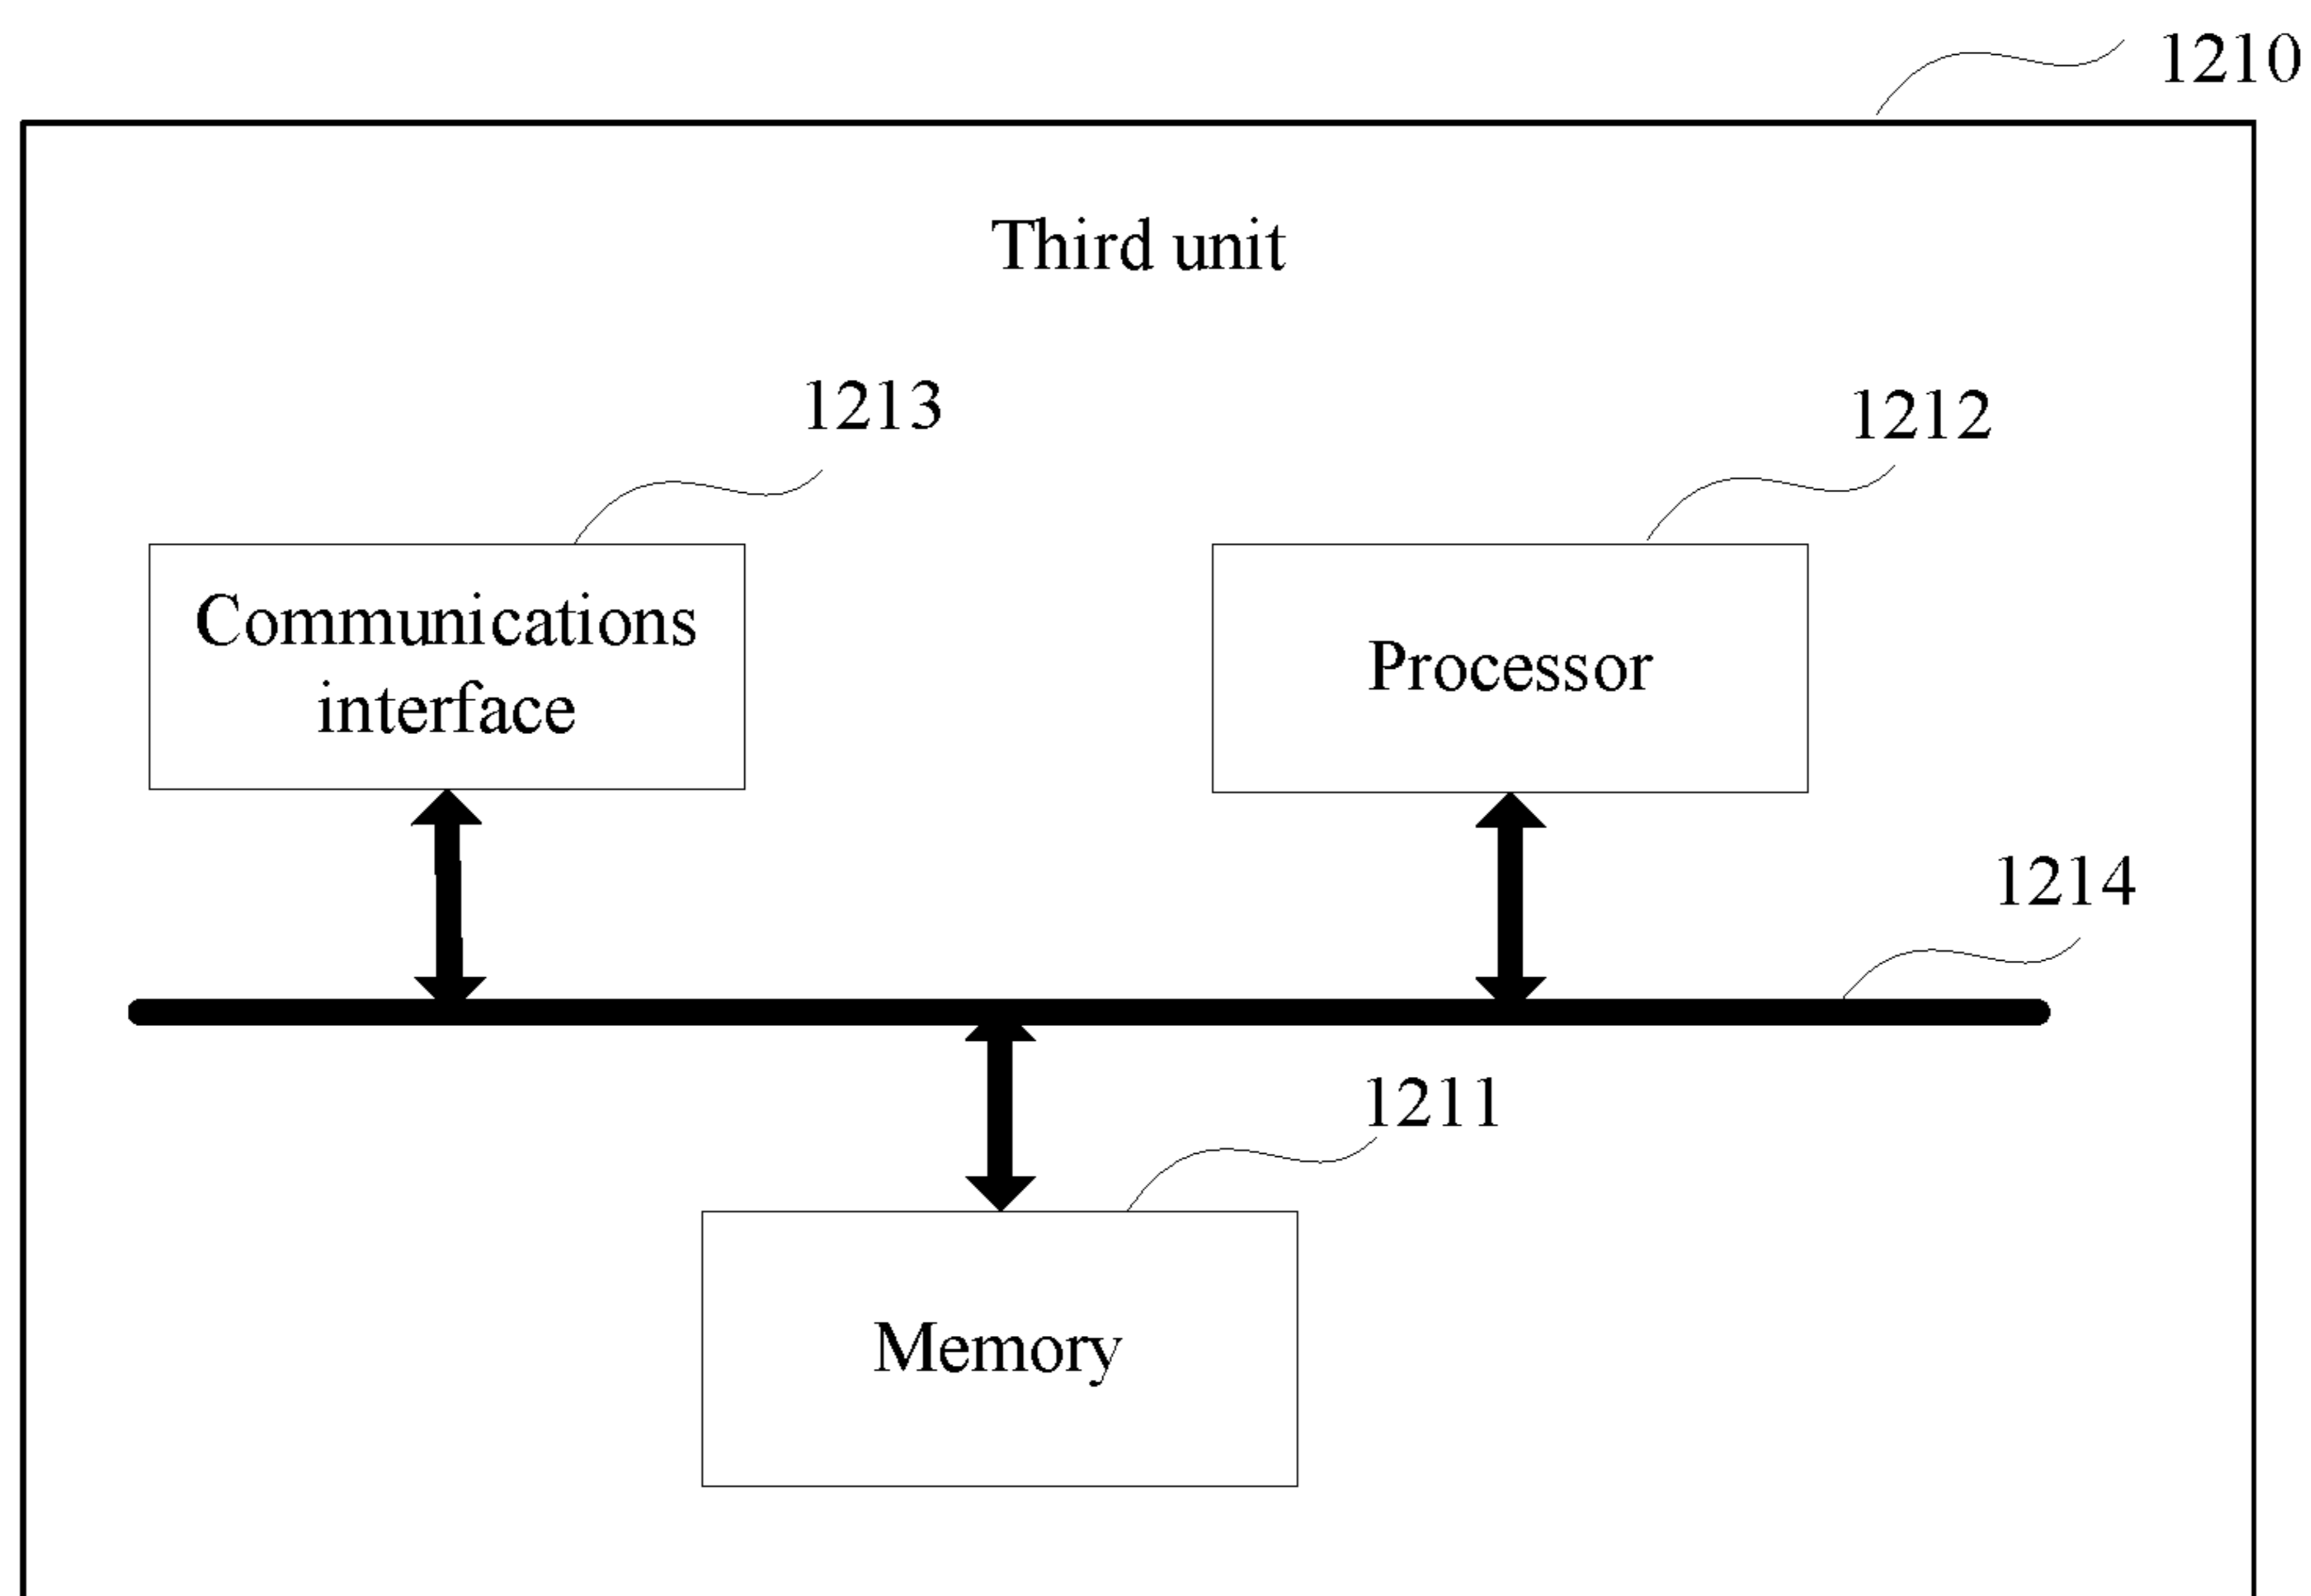 1210
Third unit
1213
1212
Communications
interface
Processor
1214
1211
Memory